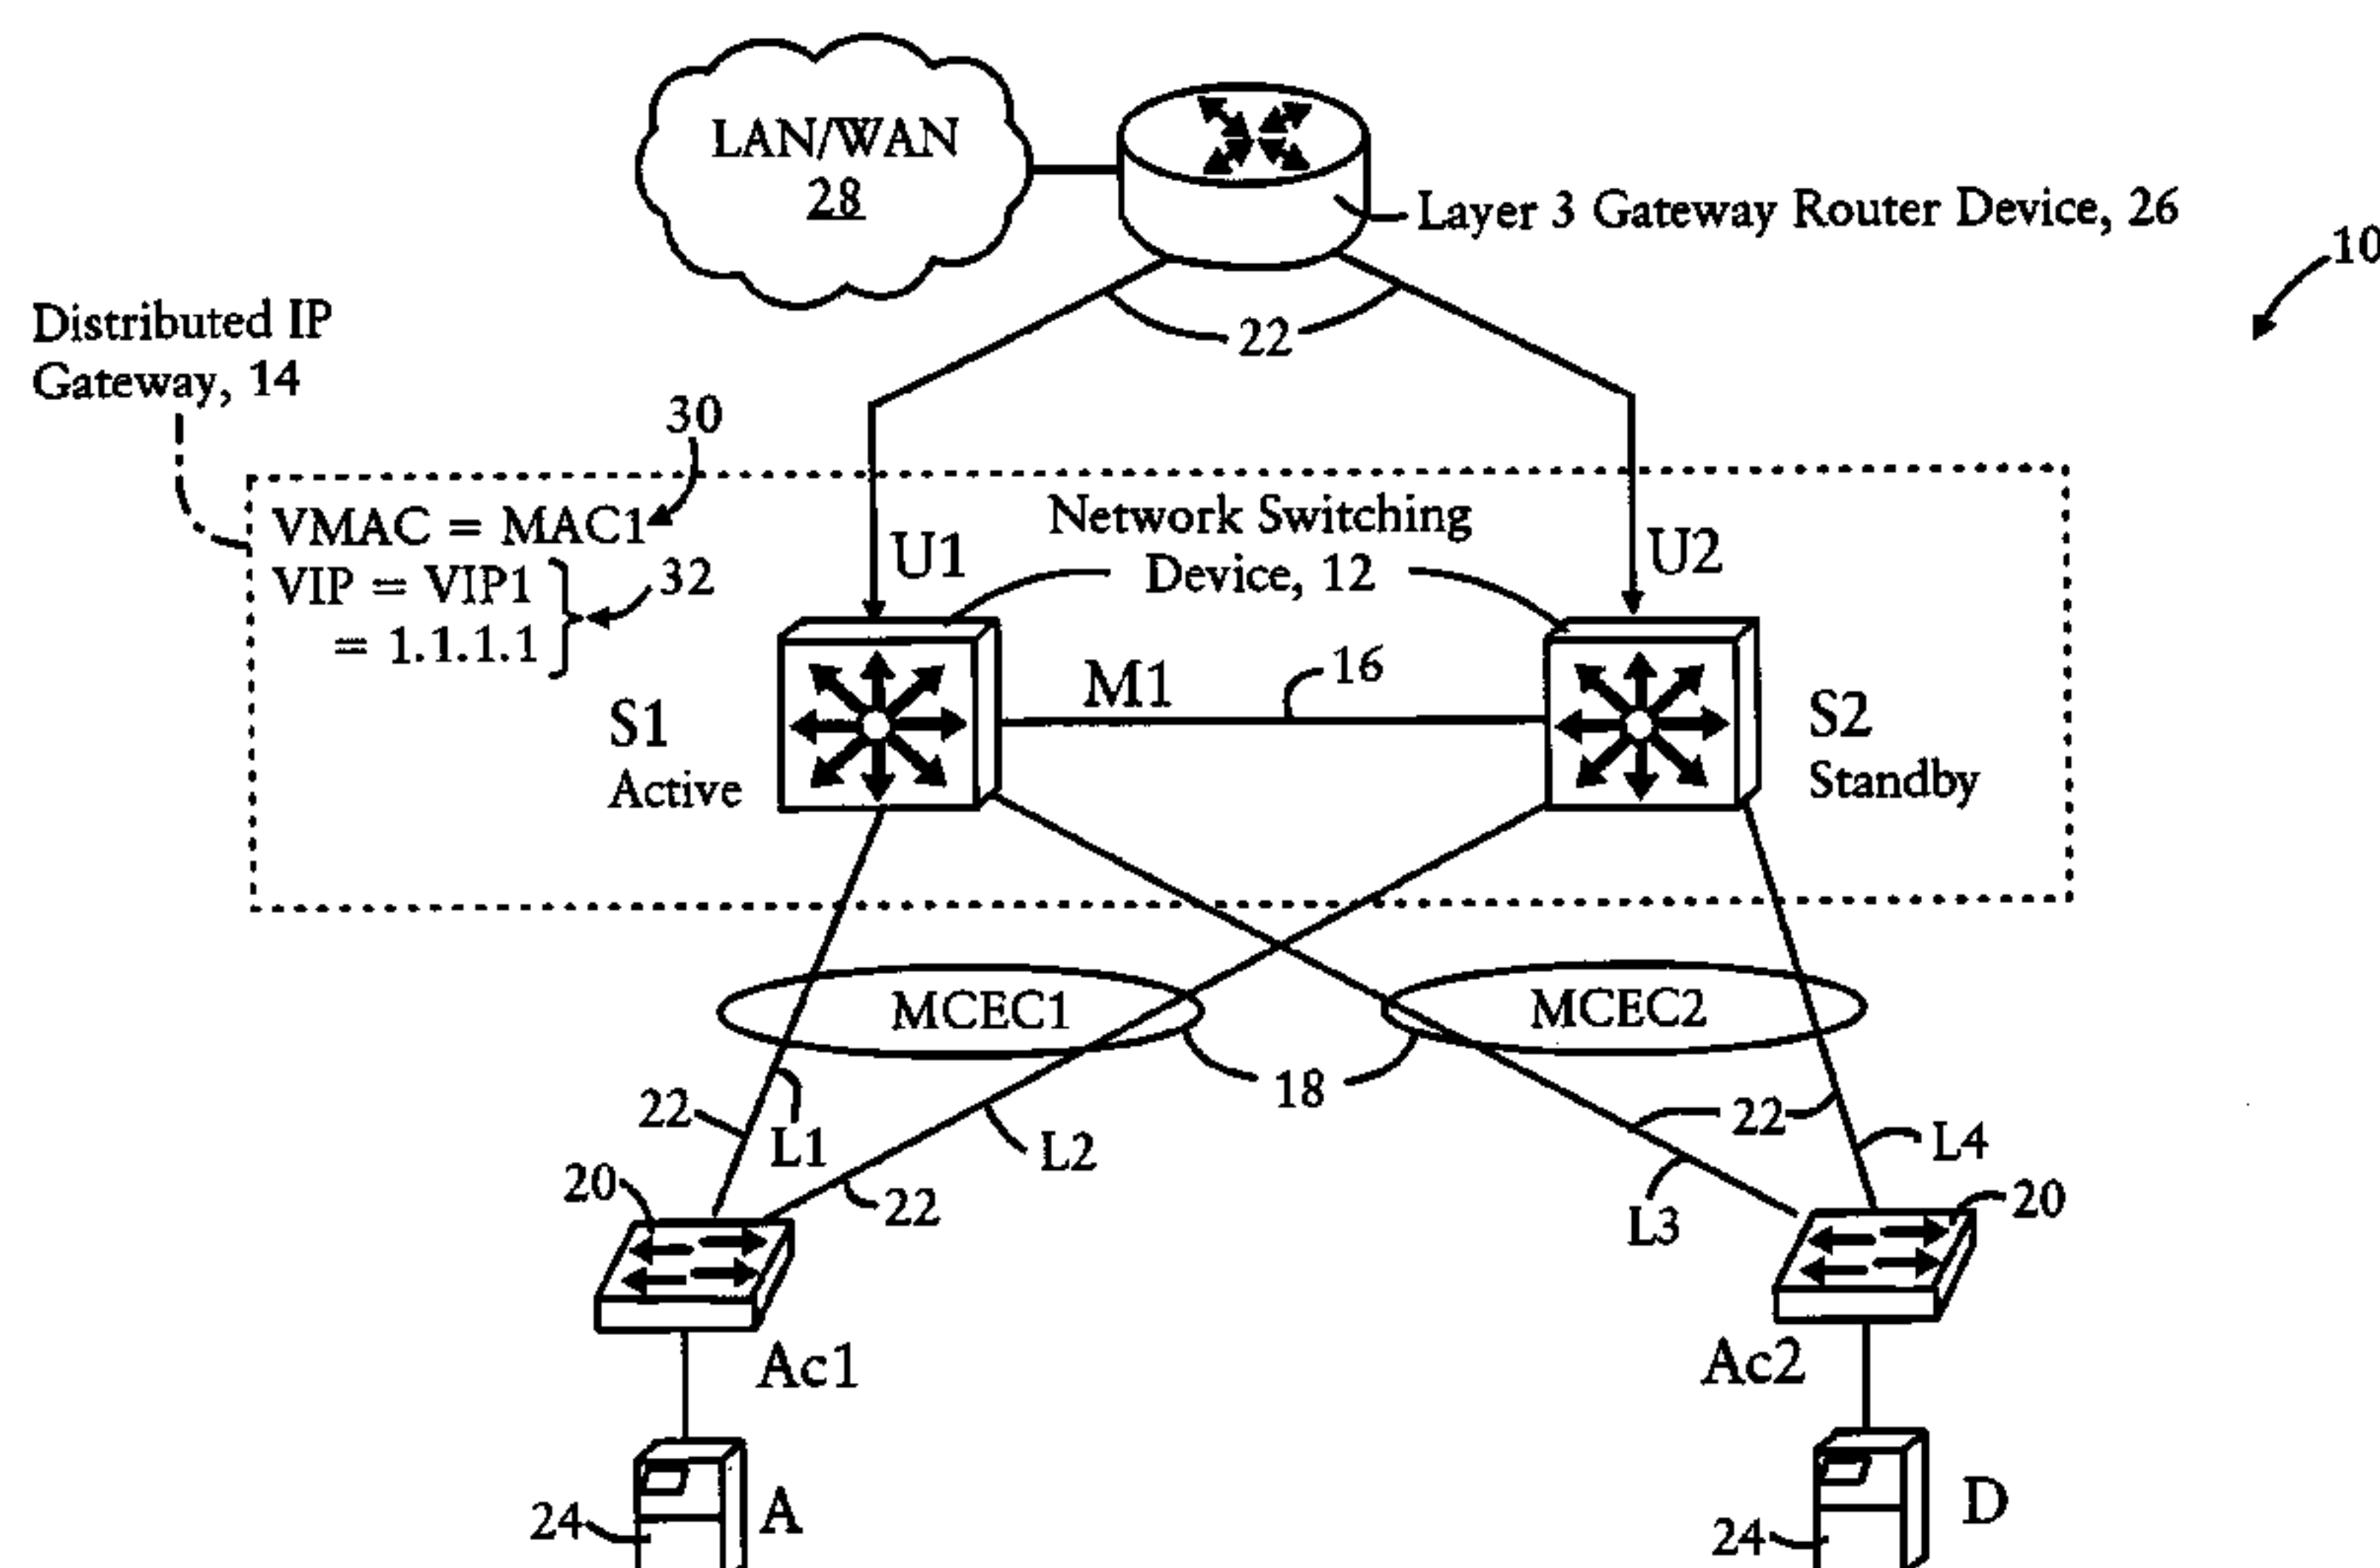 LAN/WAN
28
Layer 3 Gateway Router Device, 26
10
22
Distributed IP
Gateway, 14
30
VMAC = MAC1
VIP = VIP1
= 1.1.1.1
32
Network Switching
Device, 12
U1
U2
M1
16
S1
Active
S2
Standby
MCEC1
MCEC2
18
22
L1
L2
22
20
22
L3
L4
20
Ac1
Ac2
24
A
24
D